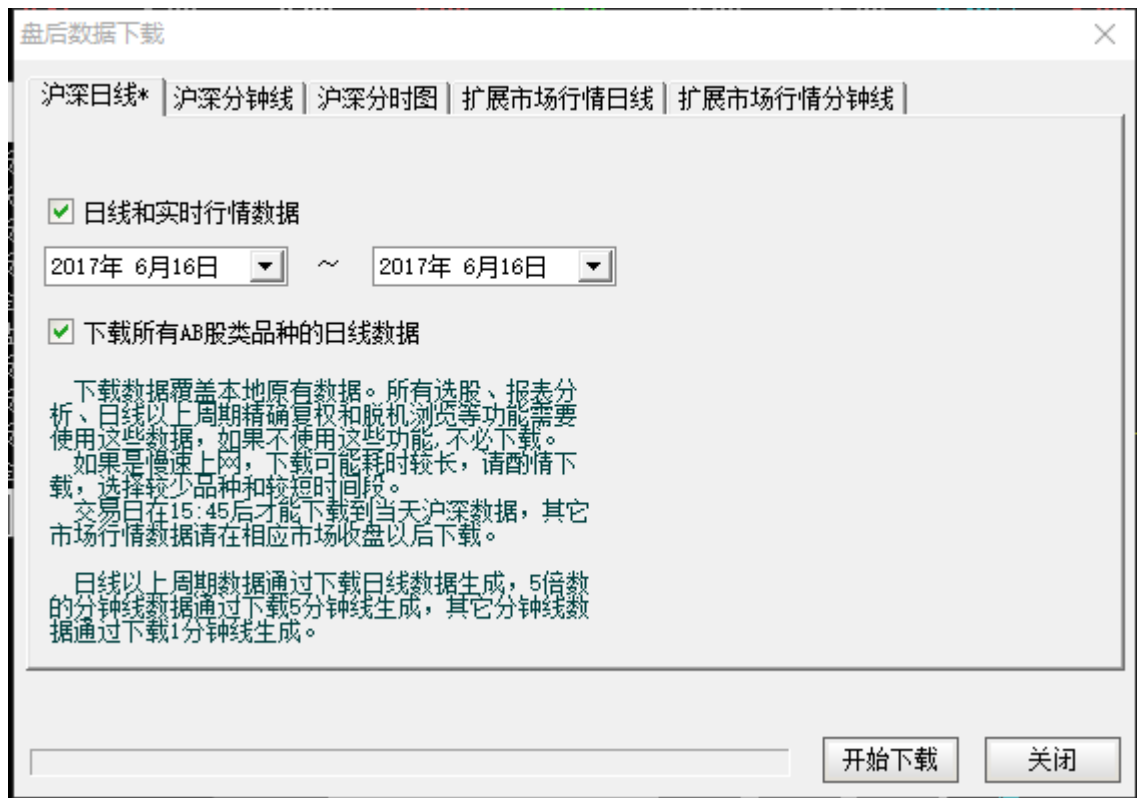 盘后数据下载
沪深日线* 沪深分钟线 沪深分时图 扩展市场行情日线 扩展市场行情分钟线
日线和实时行情数据
2017年 6月16日 ~ 2017年 6月16日
下载所有AB股类品种的日线数据
下载数据覆盖本地原有数据。所有选股、报表分
析、日线以上周期精确复权和脱机浏览等功能需要
使用这些数据，如果不使用这些功能,不必下载。
如果是慢速上网，下载可能耗时较长，请酌情下
载，选择较少品种和较短时间段。
交易日在15:45后才能下载到当天沪深数据，其它
市场行情数据请在相应市场收盘以后下载。
日线以上周期数据通过下载日线数据生成，5倍数
的分钟线数据通过下载5分钟线生成，其它分钟线数
据通过下载1分钟线生成。
开始下载 关闭